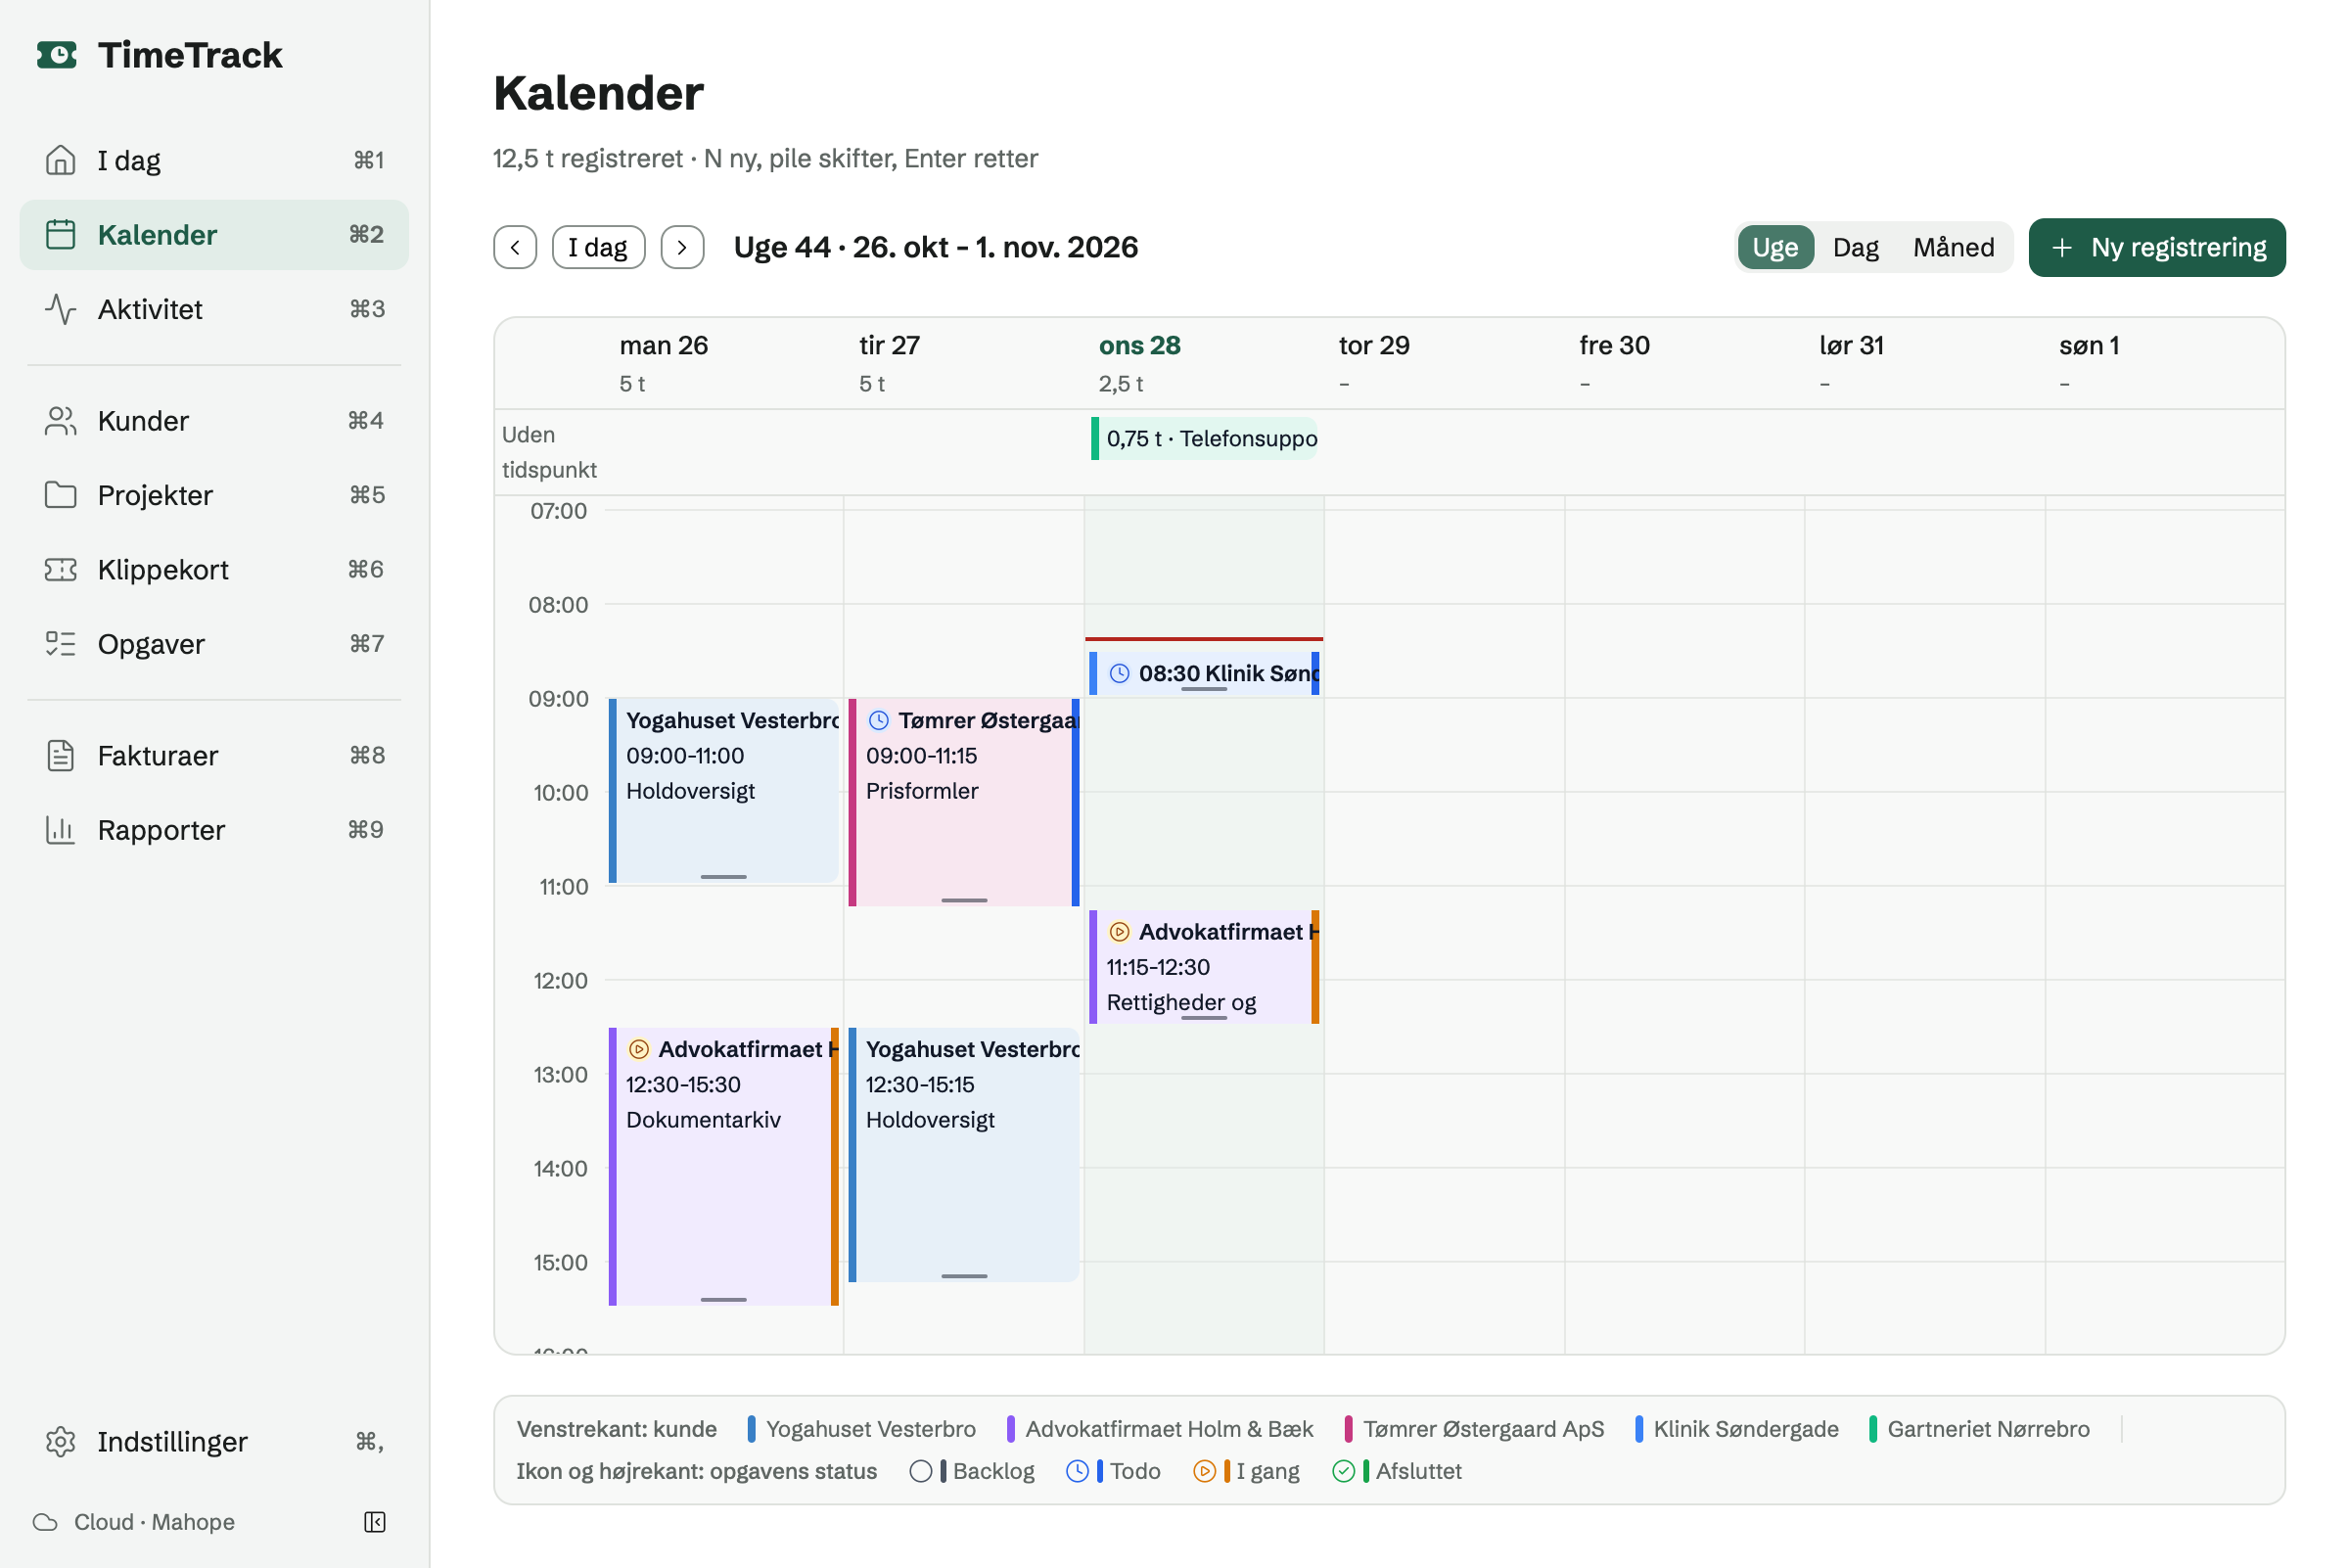 TimeTrack
I dag ⌘1
Kalender ⌘2
Aktivitet ⌘3
Kunder ⌘4
Projekter ⌘5
Klippekort ⌘6
Opgaver ⌘7
Fakturaer ⌘8
Rapporter ⌘9
Indstillinger ⌘,
Cloud · Mahope
Kalender
12,5 t registreret · N ny, pile skifter, Enter retter
I dag
Uge 44 · 26. okt – 1. nov. 2026
Uge Dag Måned
Ny registrering
man 26 tir 27 ons 28 tor 29 fre 30 lør 31 søn 1
5 t 5 t 2,5 t – – – –
Uden
tidspunkt
0,75 t · Telefonsuppo
07:00
08:00
09:00
10:00
11:00
12:00
13:00
14:00
15:00
Yogahuset Vesterbro
09:00–11:00
Holdoversigt
Advokatfirmaet H
12:30–15:30
Dokumentarkiv
Tømrer Østergaar
09:00–11:15
Prisformler
Yogahuset Vesterbro
12:30–15:15
Holdoversigt
08:30 Klinik Sønd
Advokatfirmaet H
11:15–12:30
Rettigheder og
Venstrekant: kunde Yogahuset Vesterbro Advokatfirmaet Holm & Bæk Tømrer Østergaard ApS Klinik Søndergade Gartneriet Nørrebro
Ikon og højrekant: opgavens status Backlog Todo I gang Afsluttet